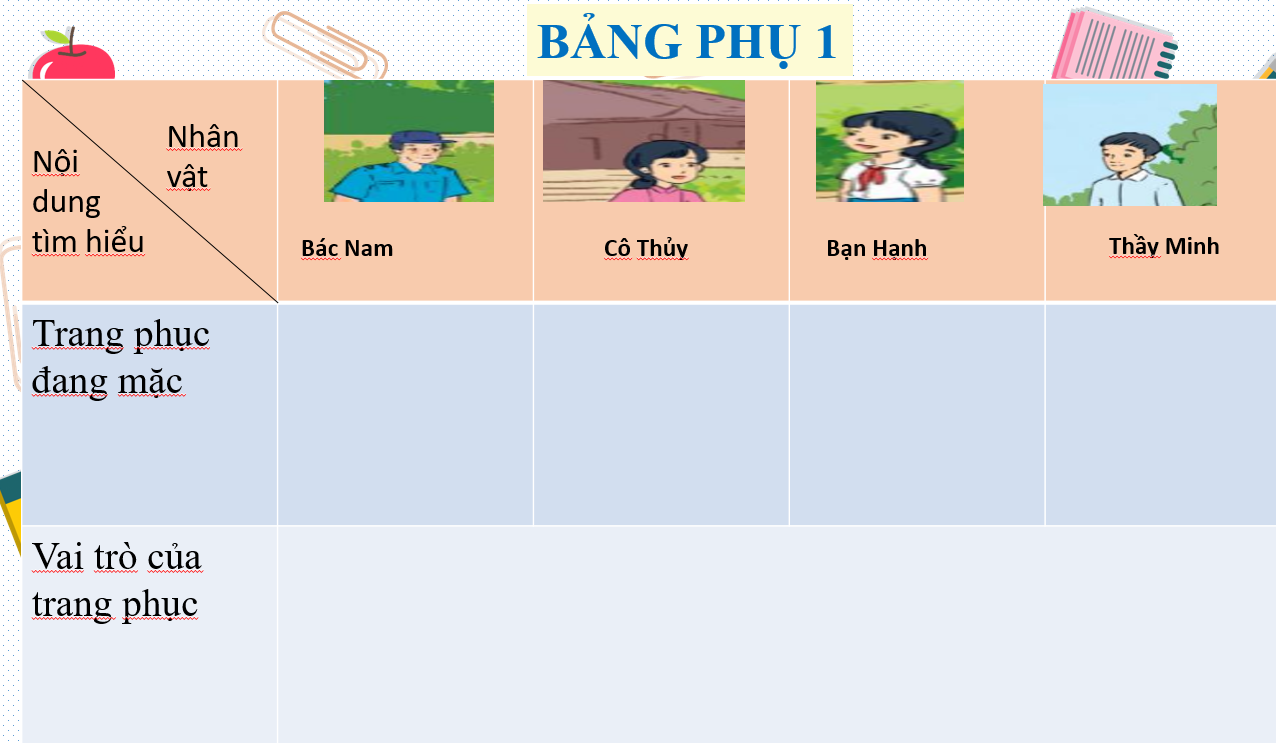 BẢNG PHỤ 1
Nhân
vật
Nội
dung
tìm hiểu
Bác Nam
Cô Thủy
Bạn Hạnh
Thầy Minh
Trang phục
đang mặc
Vai trò của
trang phục